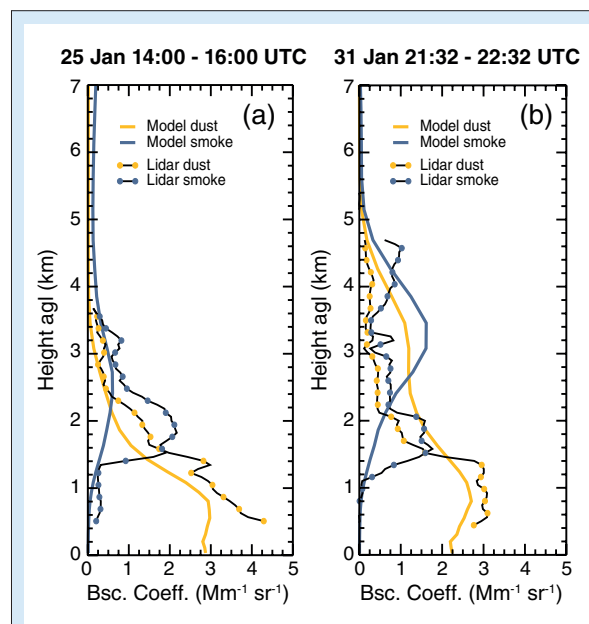 25 Jan 14:00 - 16:00 UTC
31 Jan 21:32 - 22:32 UTC
(a)
Model dust
Model smoke
Lidar dust
Lidar smoke
(b)
Model dust
Model smoke
Lidar dust
Lidar smoke
Height agl (km)
7
6
5
4
3
2
1
0
Height agl (km)
7
6
5
4
3
2
1
0
0 1 2 3 4 5
0 1 2 3 4 5
Bsc. Coeff. (Mm⁻¹ sr⁻¹)
Bsc. Coeff. (Mm⁻¹ sr⁻¹)